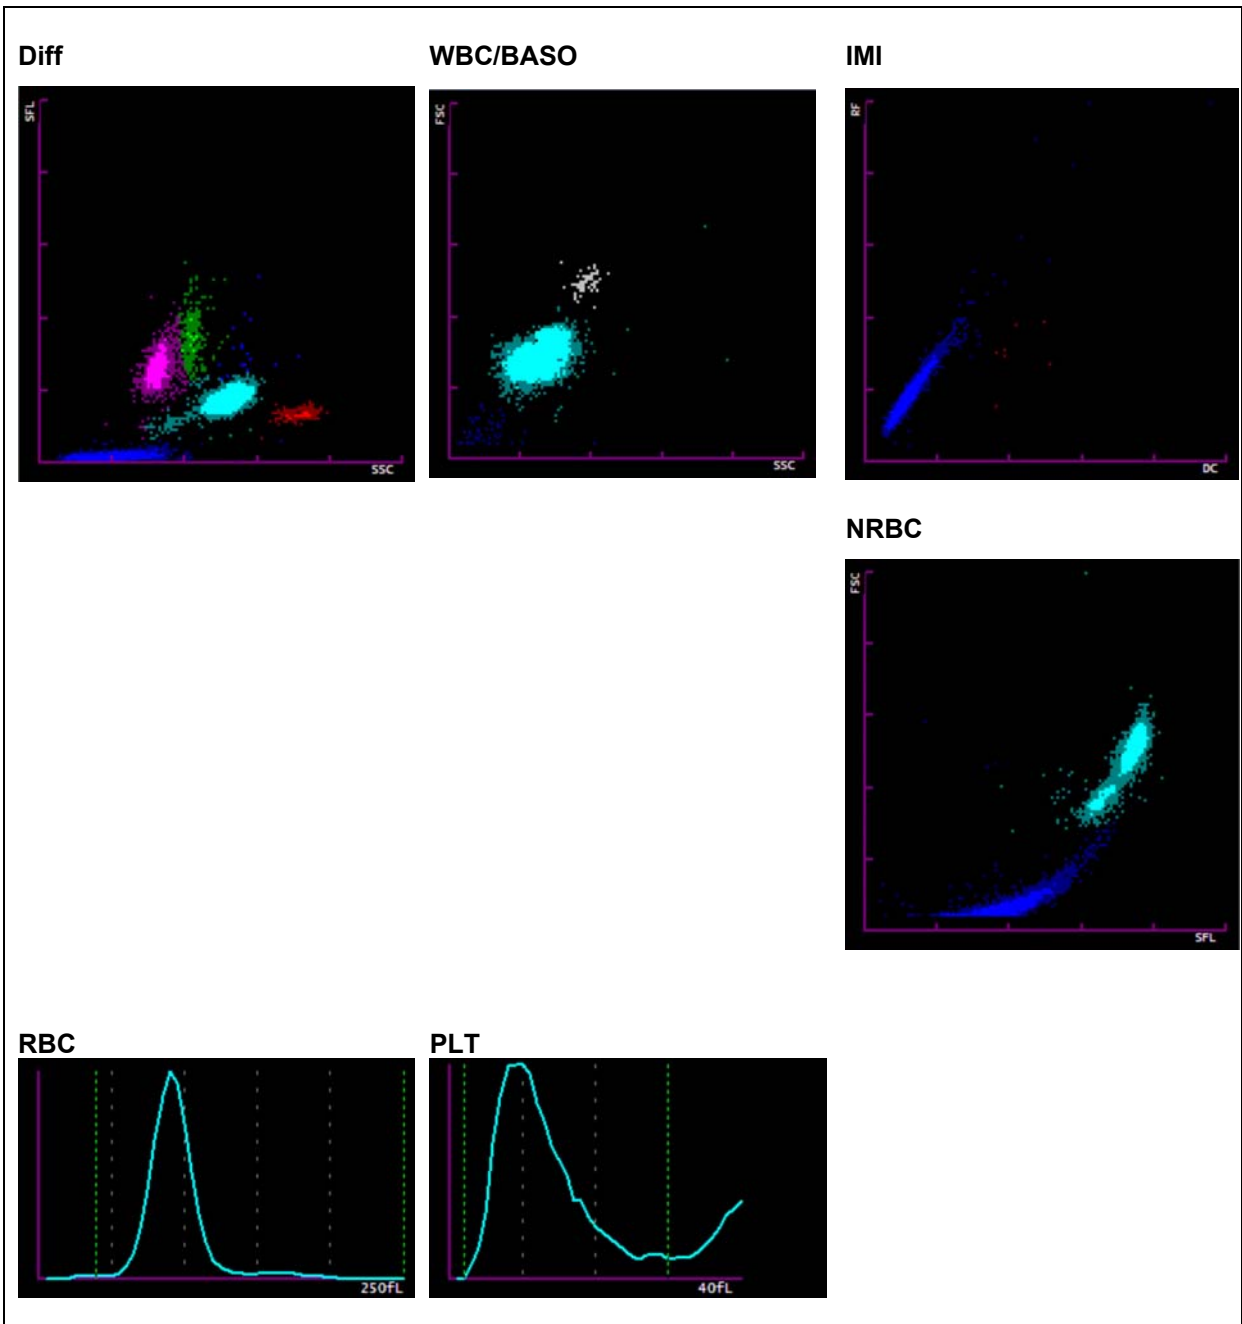 Diff
WBC/BASO
IMI
SFL
SSC
FSC
SSC
RF
DC
NRBC
FSC
SFL
RBC
PLT
250fL
40fL